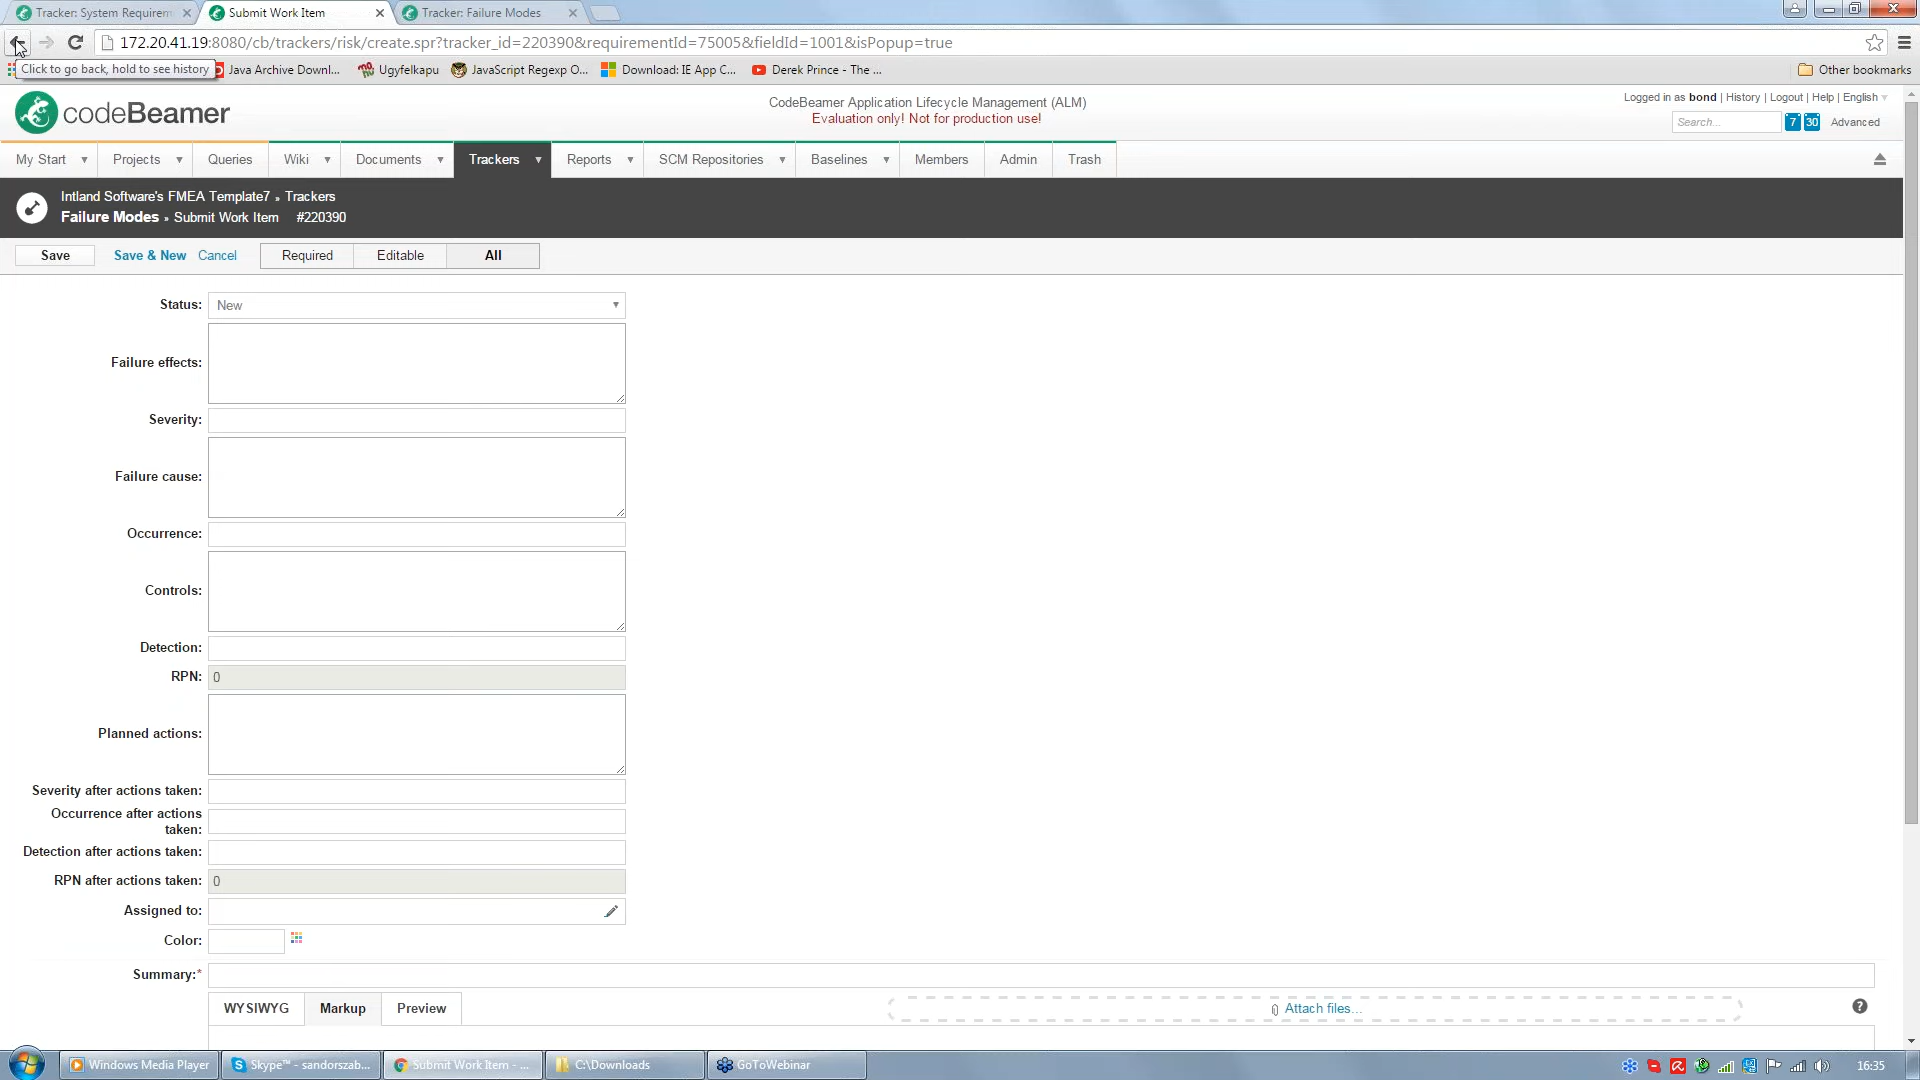 Tracker: System Requirem
Submit Work Item
Tracker: Failure Modes
172.20.41.19:8080/cb/trackers/risk/create.spr?tracker_id=220390&requirementId=75005&fieldId=1001&isPopup=true
Click to go back, hold to see history
Java Archive Downl...
Ugyfelkapu
JavaScript Regexp O...
Download: IE App C...
Derek Prince - The ...
Other bookmarks
codeBeamer
CodeBeamer Application Lifecycle Management (ALM)
Evaluation only! Not for production use!
Logged in as bond | History | Logout | Help | English
Search...
7
30
Advanced
My Start
Projects
Queries
Wiki
Documents
Trackers
Reports
SCM Repositories
Baselines
Members
Admin
Trash
Intland Software's FMEA Template7 » Trackers
Failure Modes » Submit Work Item #220390
Save
Save & New
Cancel
Required
Editable
All
Status:
New
Failure effects:
Severity:
Failure cause:
Occurrence:
Controls:
Detection:
RPN:
0
Planned actions:
Severity after actions taken:
Occurrence after actions
taken:
Detection after actions taken:
RPN after actions taken:
0
Assigned to:
Color:
Summary:*
WYSIWYG
Markup
Preview
Attach files...
Windows Media Player
Skype™ - sandorszab...
Submit Work Item - ...
C:\Downloads
GoToWebinar
16:35